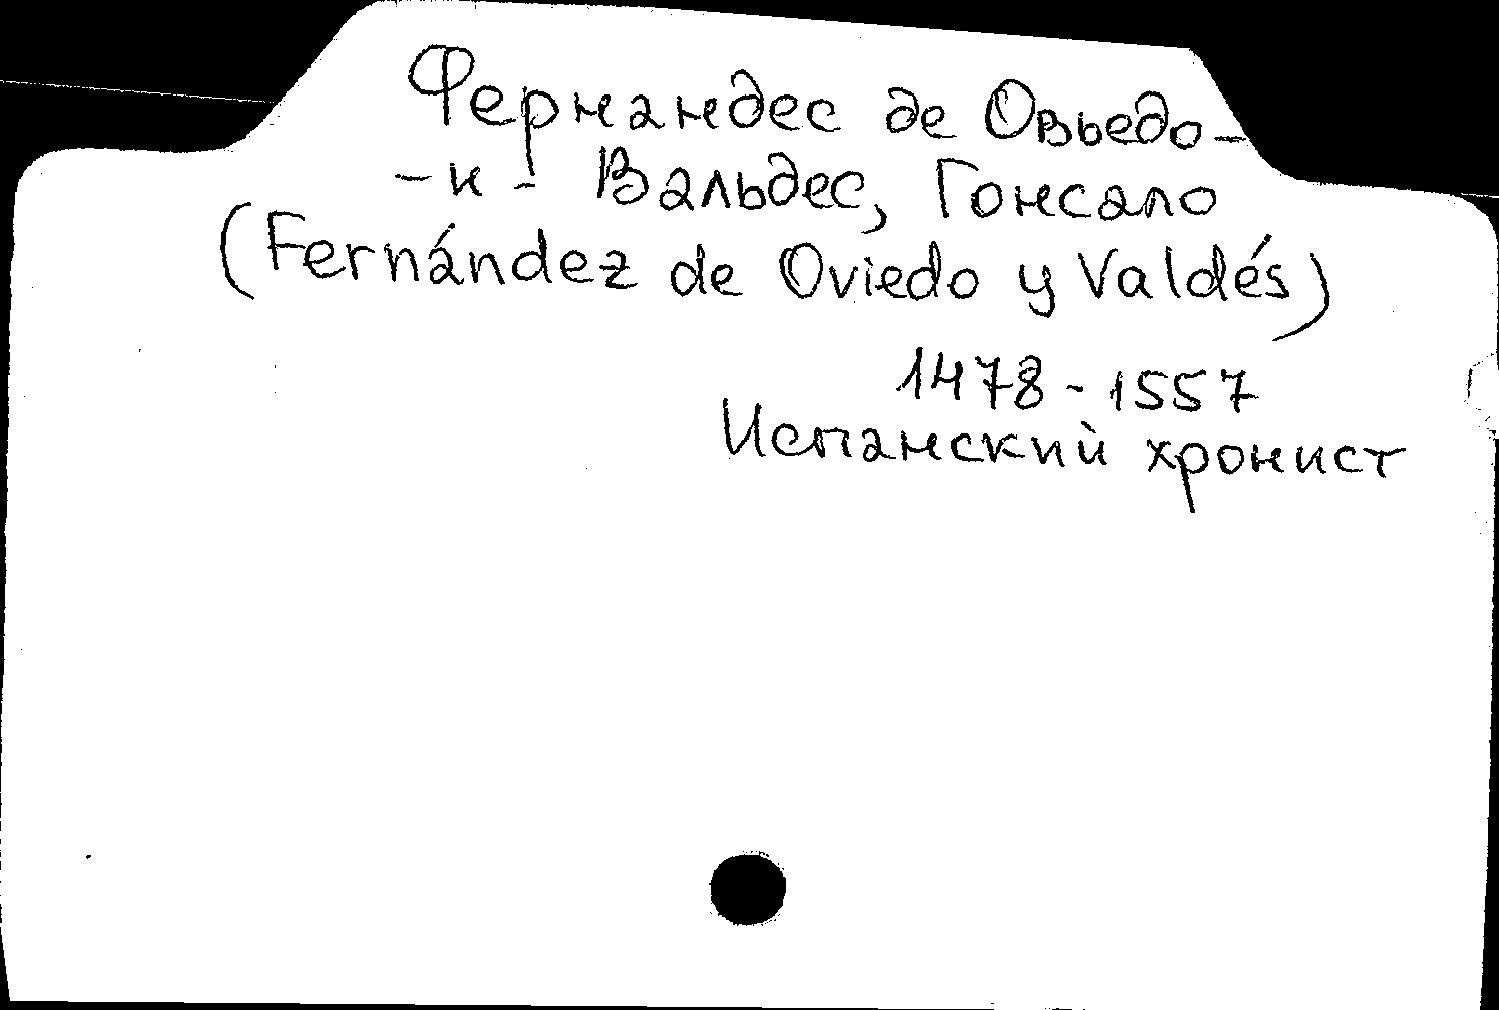 Фернандес де Овьедо-
-и- Вальдес, Гонсало
(Fernández de Oviedo y Valdés)
1478-1557
Испанский хронист